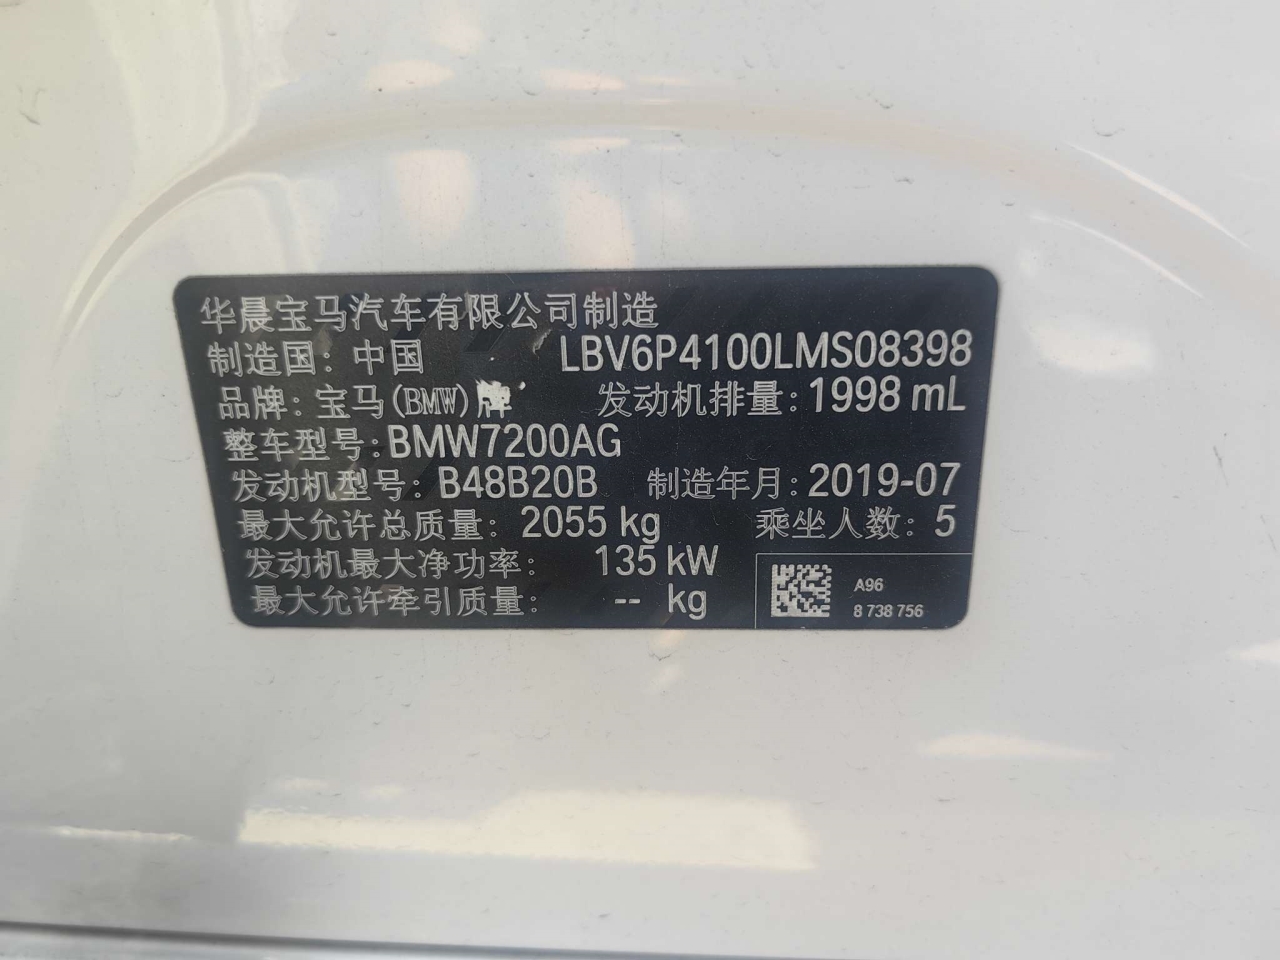 华晨宝马汽车有限公司制造
制造国: 中国 LBV6P4100LMS08398
品牌: 宝马(BMW)牌 发动机排量: 1998 mL
整车型号: BMW7200AG
发动机型号: B48B20B 制造年月: 2019-07
最大允许总质量: 2055 kg 乘坐人数: 5
发动机最大净功率: 135 kW
最大允许牵引质量: -- kg
A96
8 738 756